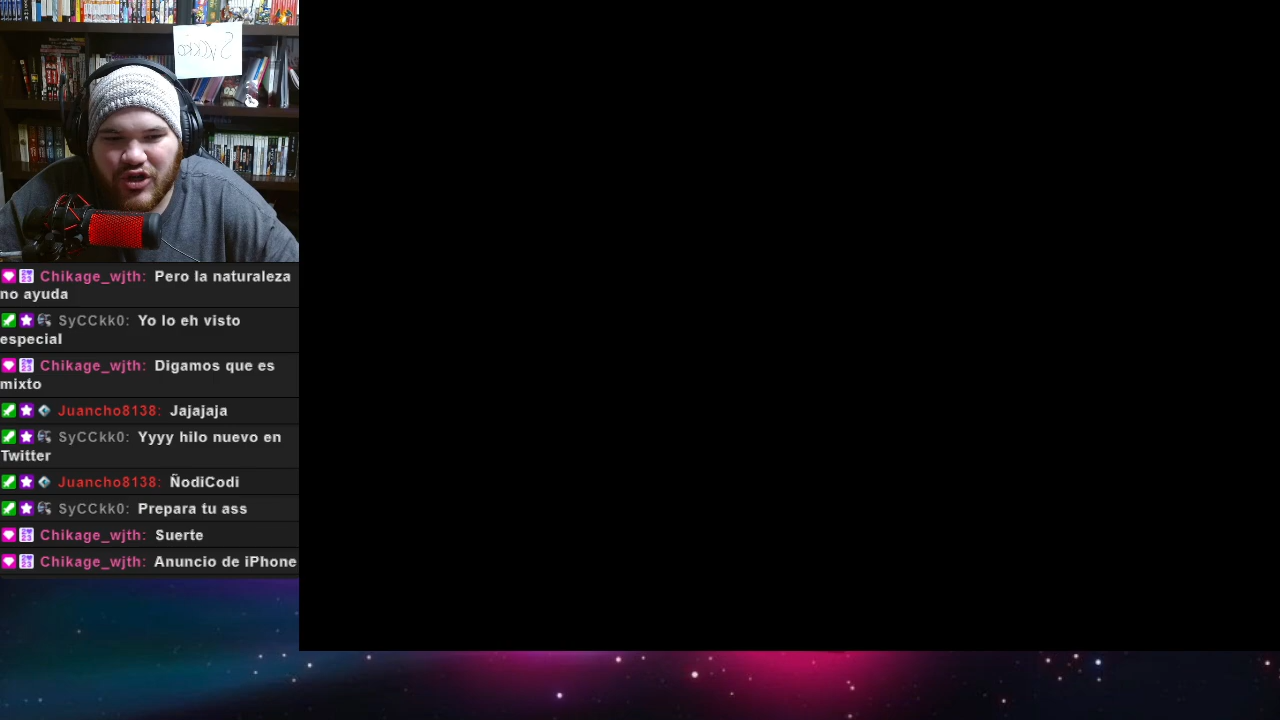 SyCCkk0
Chikage_wjth: Pero la naturaleza
no ayuda
SyCCkk0: Yo lo eh visto
especial
Chikage_wjth: Digamos que es
mixto
Juancho8138: Jajajaja
SyCCkk0: Yyyy hilo nuevo en
Twitter
Juancho8138: ÑodiCodi
SyCCkk0: Prepara tu ass
Chikage_wjth: Suerte
Chikage_wjth: Anuncio de iPhone